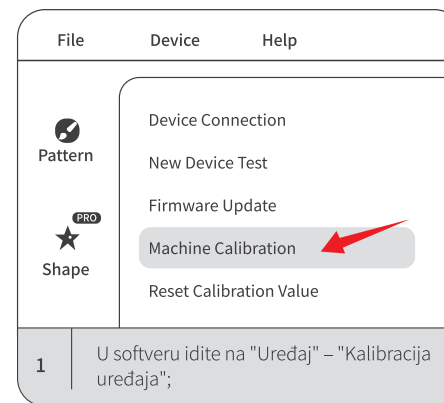 File Device Help
Device Connection
Pattern
New Device Test
Firmware Update
PRO
Machine Calibration
Shape
Reset Calibration Value
1 U softveru idite na "Uređaj" – "Kalibracija
uređaja";